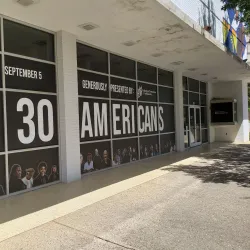 SEPTEMBER 5
GENEROUSLY PRESENTED BY
30 AMERICANS